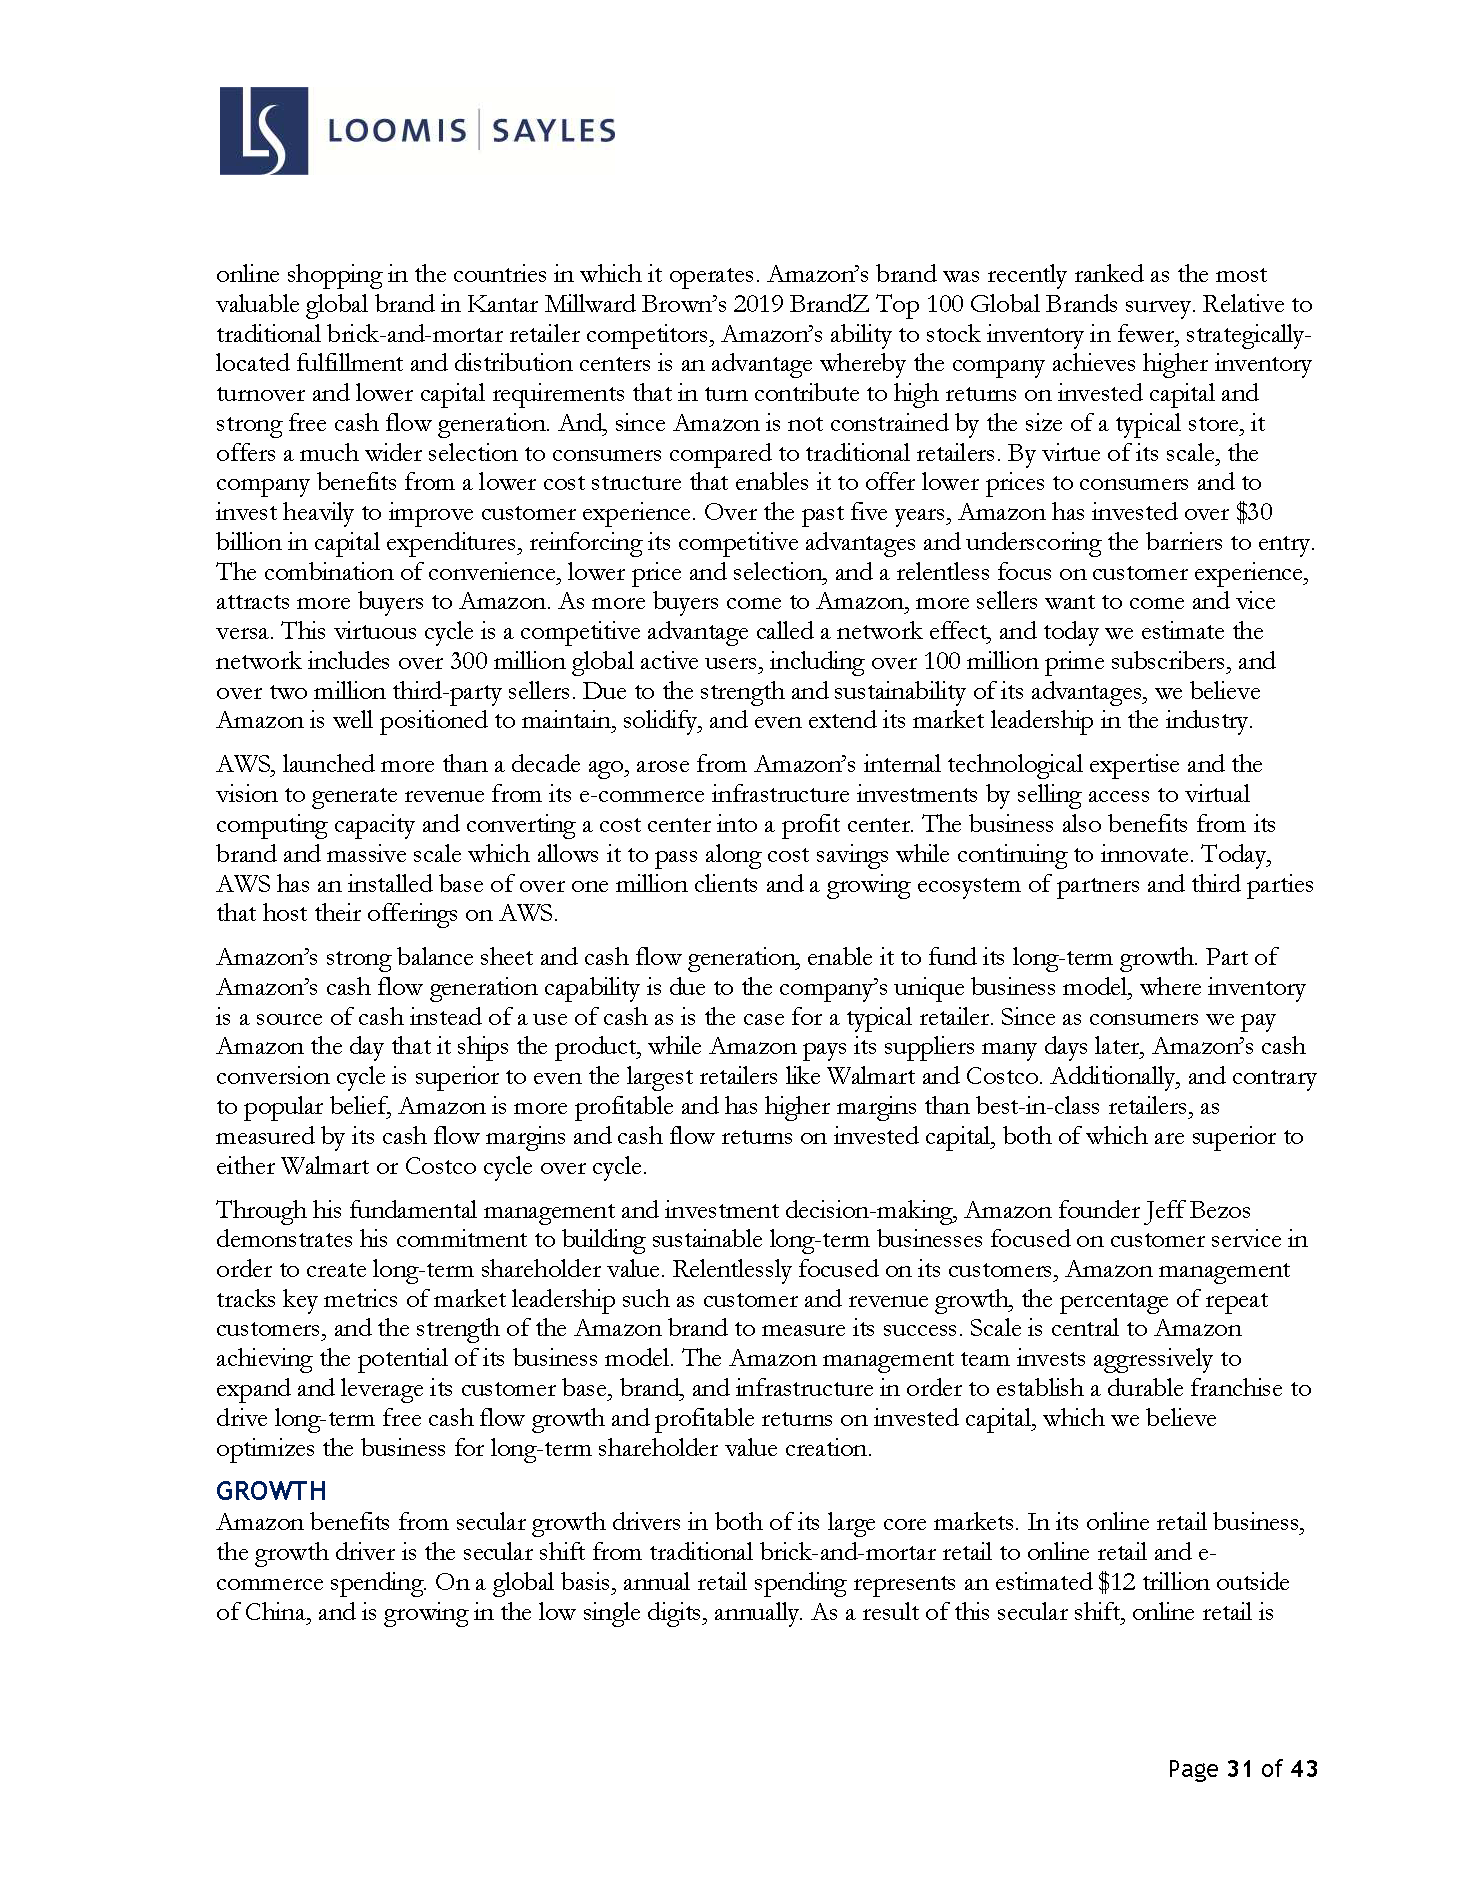 LS LOOMIS | SAYLES
online shopping in the countries in which it operates. Amazon’s brand was recently ranked as the most
valuable global brand in Kantar Millward Brown’s 2019 BrandZ Top 100 Global Brands survey. Relative to
traditional brick-and-mortar retailer competitors, Amazon’s ability to stock inventory in fewer, strategically-
located fulfillment and distribution centers is an advantage whereby the company achieves higher inventory
turnover and lower capital requirements that in turn contribute to high returns on invested capital and
strong free cash flow generation. And, since Amazon is not constrained by the size of a typical store, it
offers a much wider selection to consumers compared to traditional retailers. By virtue of its scale, the
company benefits from a lower cost structure that enables it to offer lower prices to consumers and to
invest heavily to improve customer experience. Over the past five years, Amazon has invested over $30
billion in capital expenditures, reinforcing its competitive advantages and underscoring the barriers to entry.
The combination of convenience, lower price and selection, and a relentless focus on customer experience,
attracts more buyers to Amazon. As more buyers come to Amazon, more sellers want to come and vice
versa. This virtuous cycle is a competitive advantage called a network effect, and today we estimate the
network includes over 300 million global active users, including over 100 million prime subscribers, and
over two million third-party sellers. Due to the strength and sustainability of its advantages, we believe
Amazon is well positioned to maintain, solidify, and even extend its market leadership in the industry.
AWS, launched more than a decade ago, arose from Amazon’s internal technological expertise and the
vision to generate revenue from its e-commerce infrastructure investments by selling access to virtual
computing capacity and converting a cost center into a profit center. The business also benefits from its
brand and massive scale which allows it to pass along cost savings while continuing to innovate. Today,
AWS has an installed base of over one million clients and a growing ecosystem of partners and third parties
that host their offerings on AWS.
Amazon’s strong balance sheet and cash flow generation, enable it to fund its long-term growth. Part of
Amazon’s cash flow generation capability is due to the company’s unique business model, where inventory
is a source of cash instead of a use of cash as is the case for a typical retailer. Since as consumers we pay
Amazon the day that it ships the product, while Amazon pays its suppliers many days later, Amazon’s cash
conversion cycle is superior to even the largest retailers like Walmart and Costco. Additionally, and contrary
to popular belief, Amazon is more profitable and has higher margins than best-in-class retailers, as
measured by its cash flow margins and cash flow returns on invested capital, both of which are superior to
either Walmart or Costco cycle over cycle.
Through his fundamental management and investment decision-making, Amazon founder Jeff Bezos
demonstrates his commitment to building sustainable long-term businesses focused on customer service in
order to create long-term shareholder value. Relentlessly focused on its customers, Amazon management
tracks key metrics of market leadership such as customer and revenue growth, the percentage of repeat
customers, and the strength of the Amazon brand to measure its success. Scale is central to Amazon
achieving the potential of its business model. The Amazon management team invests aggressively to
expand and leverage its customer base, brand, and infrastructure in order to establish a durable franchise to
drive long-term free cash flow growth and profitable returns on invested capital, which we believe
optimizes the business for long-term shareholder value creation.
GROWTH
Amazon benefits from secular growth drivers in both of its large core markets. In its online retail business,
the growth driver is the secular shift from traditional brick-and-mortar retail to online retail and e-
commerce spending. On a global basis, annual retail spending represents an estimated $12 trillion outside
of China, and is growing in the low single digits, annually. As a result of this secular shift, online retail is
Page 31 of 43